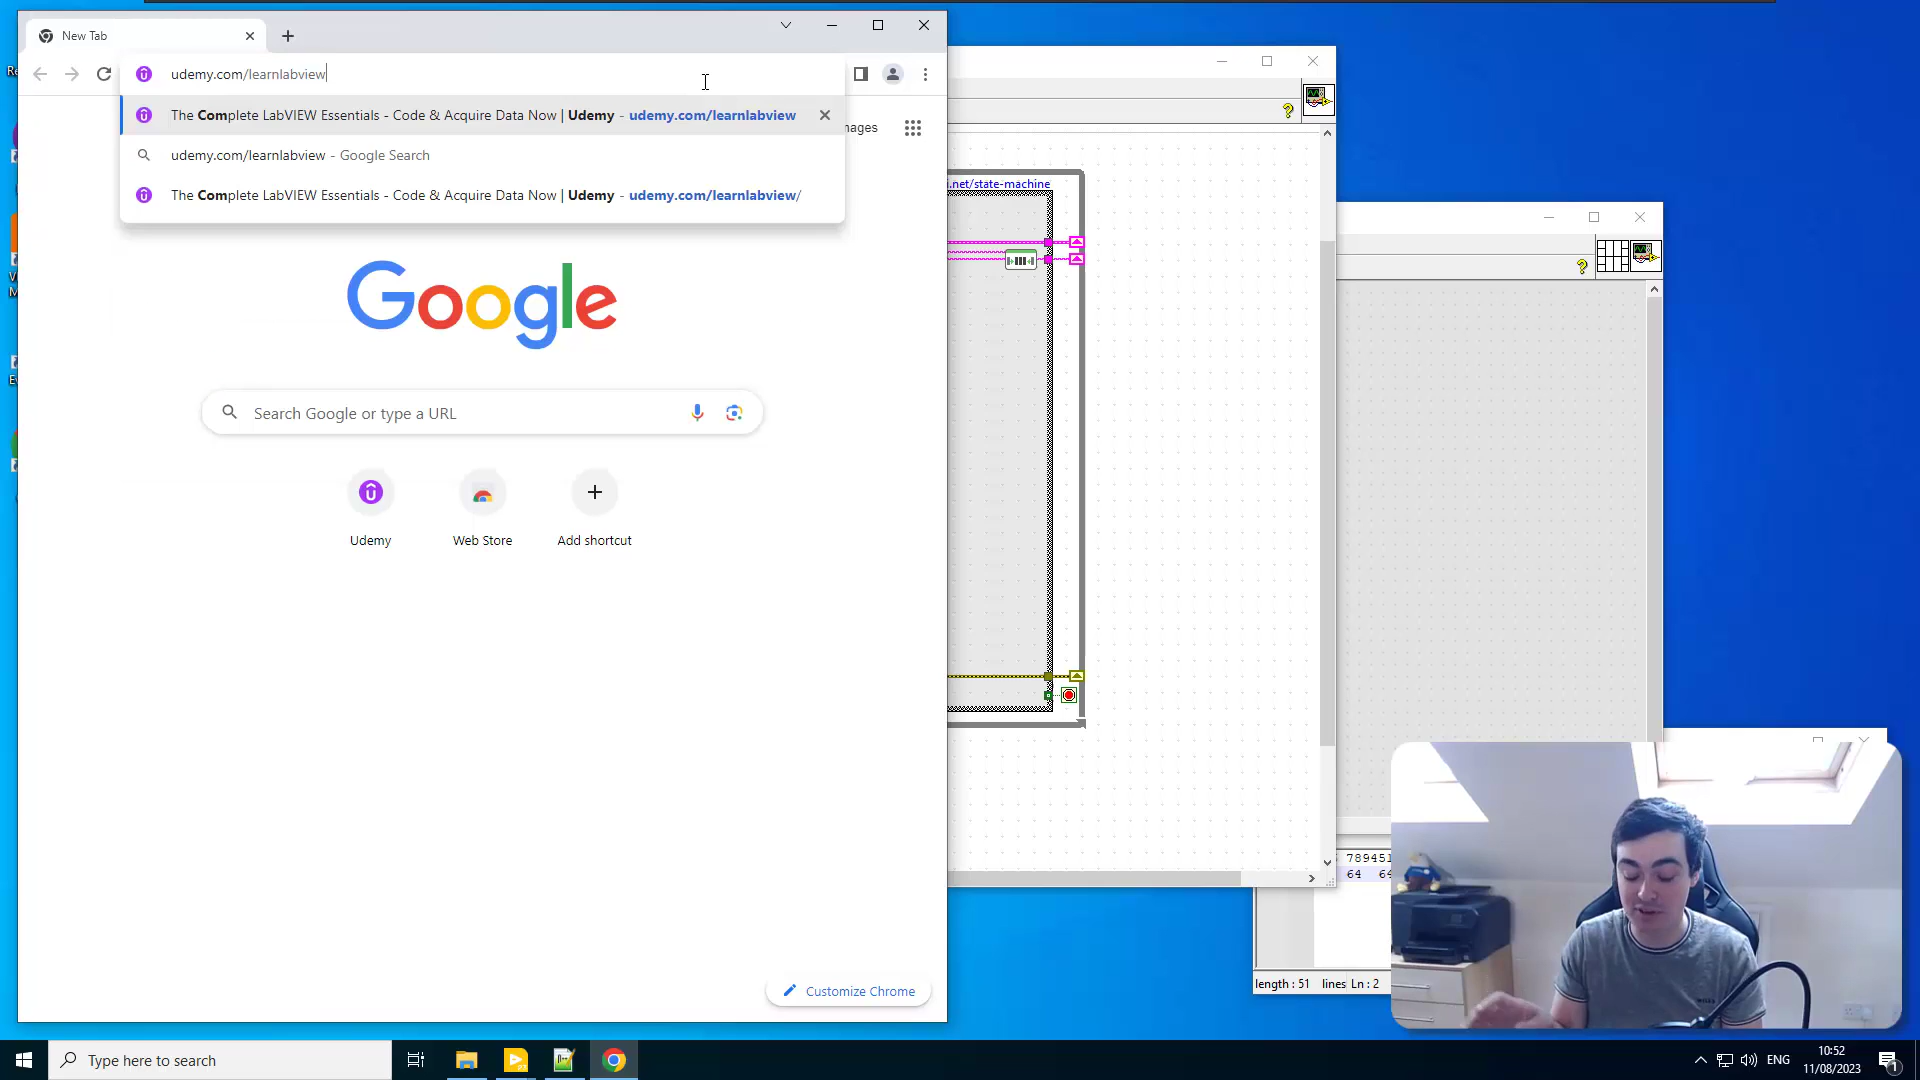 New Tab
udemy.com/learnlabview
The Complete LabVIEW Essentials - Code & Acquire Data Now | Udemy - udemy.com/learnlabview
udemy.com/learnlabview - Google Search
The Complete LabVIEW Essentials - Code & Acquire Data Now | Udemy - udemy.com/learnlabview/
mages
.net/state-machine
Google
Search Google or type a URL
Udemy
Web Store
Add shortcut
Customize Chrome
789451
64 64
length : 51 lines Ln : 2
Type here to search
ENG
10:52
11/08/2023
1